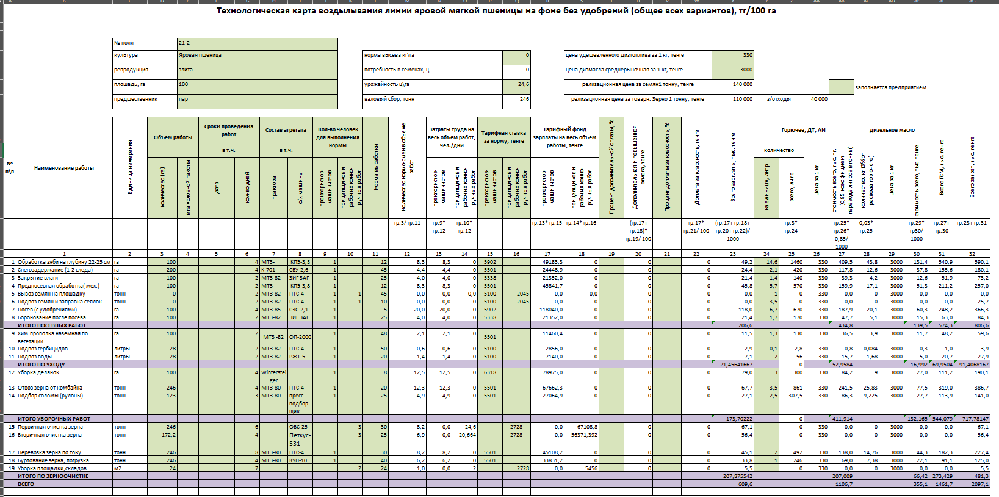 A B C D E F G H I J K L M N O P Q R S T U V W X Y Z AA AB AC AD AE AF AG
Технологическая карта воздылывания линии яровой мягкой пшеницы на фоне без удобрений (общее всех вариантов), тг/100 га
№ поля 21-2
культура Яровая пшеница норма высева кг\га 0 цена удешевленного дизтоплива за 1 кг, тенге 330
репродукция элита потребность в семенах, ц 0 цена дизмасла среднерыночная за 1 кг, тенге 3000
площадь, га 100 урожайность ц\га 24,6 релизационная цена за семян1 тонну, тенге 140 000 заполняется предприятием
предшественник пар валовый сбор, тонн 246 релизационная цена за товарн. Зерно 1 тонну, тенге 110 000 з/отходы 40 000
№ п\п
Наименование работы
Единица измерения
Объем работы
количество (га)
в га условной пахоты
Сроки проведения работ
в т.ч.
дата
кол-во дней
Состав агрегата
в т.ч.
трактора
с/х машины
Кол-во человек для выполнения нормы
трактористов-машинистов
прицепщиков и рабочих конно-ручных работ
Норма выработки
Количество нормо-смен в объеме работ
Затраты труда на весь объем работ, чел./дни
трактористов-машинистов
прицепщиков и рабочих конно-ручных работ
Тарифная ставка за норму, тенге
трактористов-машинистов
прицепщиков и рабочих конно-ручных работ
Тарифный фонд зарплаты на весь объем работы, тенге
трактористов-машинистов
прицепщиков и рабочих конно-ручных работ
Процент дополнительной оплаты, %
Дополнительная и повышенная оплата, тенге
Процент доплаты за классность, %
Доплата за классность, тенге
Всего зарплаты, тыс. тенге
Горючее, ДТ, АИ
количество
на единицу, литр
всего, литр
Цена за 1 кг
стоимость всего, тыс. тг. (0,85 коеффициент перевода литров в тонны)
дизельное масло
количество, кг (3% от расхода горючего)
Цена за 1 кг
стоимость всего, тыс. тенге
Всего ГСМ, тыс. тенге
Всего затрат, тыс. тенге
гр.3/ гр.11 гр.9* гр.12 гр.10* гр.12 гр.13* гр.15 гр.14* гр.16 (гр.17+ гр.18)* гр.19/ 100 гр.17* гр.21/ 100 (гр.17+ гр.18+ гр.20+ гр.22)/ 1000 гр.3* гр.24 гр.25* гр.26* 0,85/ 1000 0,03* гр.25 гр.29* гр30/ 1000 гр.27+ гр.30 гр.23+ гр.31
1 2 3 4 5 6 7 8 9 10 11 12 13 14 15 16 17 18 19 20 21 22 23 24 25 26 27 28 29 30 31 32
1 Обработка зяби на глубину 22-25 см га 100 4 МТЗ- КПЭ-3,8 1 12 8,3 8,3 0 5902 49183,3 0 0 0 49,2 14,6 1460 330 409,5 43,8 3000 131,4 540,9 590,1
2 Снегозадержание (1-2 следа) га 200 4 К-701 СВУ-2,6 1 45 4,4 4,4 0 5501 24448,9 0 0 0 24,4 2,1 420 330 117,8 12,6 3000 37,8 155,6 180,1
3 Закрытие влаги га 100 2 МТЗ-82 ЗИГЗАГ 1 25 4,0 4,0 0 5338 21352,0 0 0 0 21,4 1,4 140 330 39,3 4,2 3000 12,6 51,9 73,2
4 Предпосевная обработка( мех.) га 100 2 МТЗ- КПЭ-3,8 1 12 8,3 8,3 0 5501 45841,7 0 0 0 45,8 5,7 570 330 159,9 17,1 3000 51,3 211,2 257,0
5 Вывоз семян на площадку тонн 0 2 МТЗ-82 ПТС-4 1 1 45 0,0 0,0 0,0 5100 2045 0,0 0,0 0 0 0,0 1 0 330 0,0 0 3000 0,0 0,0 0,0
6 Подвоз семян и заправка сеялок тонн 0 2 МТЗ-82 ПТС-4 1 1 10 0,0 0,0 0 5100 2045 0,0 0 0 0 0,0 3,5 0 330 0,0 0 3000 0,0 0,0 25,7
7 Посев (с удобрениями) га 100 4 МТЗ-85 СЗС-2,1 1 5 20,0 20,0 0 5902 118040,0 0 0 0 118,0 6,7 670 330 187,9 20,1 3000 60,3 248,2 366,3
8 Боронование после посева га 100 2 МТЗ-82 ЗИГЗАГ 1 25 4,0 4,0 0 5338 21352,0 0 0 0 21,4 1,7 170 330 47,7 5,1 3000 15,3 63,0 84,3
ИТОГО ПОСЕВНЫХ РАБОТ 206,6 434,8 139,5 574,3 806,6
9 Хим.прополка наземная по вегетации га 100 2 МТЗ -82 ОП-2000 1 48 2,1 2,1 0 5501 11460,4 0 0 0 11,5 1,3 130 330 36,5 3,9 3000 11,7 48,2 59,6
10 Подвоз гербицидов литры 28 2 МТЗ-82 ПТС-4 1 50 0,6 0,6 0 5100 2856,0 0 0 0 2,9 0,1 2,8 330 0,8 0,084 3000 0,3 1,0 3,9
11 Подвоз воды литры 28 2 МТЗ-82 РЖТ-5 1 20 1,4 1,4 0 5100 7140,0 0 0 0 7,1 2 56 330 15,7 1,68 3000 5,0 20,7 27,9
ИТОГО ПО УХОДУ 21,45641667 0 52,9584 16,992 69,9504 91,4068167
12 Уборка делянок га 100 4 Wintersteiger 1 8 12,5 12,5 0 6318 78975,0 0 0 0 79,0 3 300 330 84,2 9 3000 27,0 111,2 190,1
13 Отвоз зерна от комбайна тонн 246 4 МТЗ-80 ПТС-4 1 20 12,3 12,3 0 5501 67662,3 0 0 0 67,7 3,5 861 330 241,5 25,83 3000 77,5 319,0 386,7
14 Подбор соломы (рулоны) тонн 123 3 МТЗ-80 пресс-подборщик 1 25 4,9 4,9 0 5501 27064,9 0 0 0 27,1 2,5 307,5 330 86,3 9,225 3000 27,7 113,9 141,0
ИТОГО УБОРОЧНЫХ РАБОТ 173,70222 0 411,914 132,165 544,079 717,78147
15 Первичная очистка зерна тонн 246 6 ОВС-25 3 30 8,2 0,0 24,6 2728 0,0 67108,8 0 0 67,1 0 330 0,0 0 3000 0,0 0,0 67,1
16 Вторичная очистка зерна тонн 172,2 4 Петкус-531 3 25 6,9 0,0 20,664 2728 0,0 56371,392 0 0 56,4 0 330 0,0 0 3000 0,0 0,0 56,4
17 Перевозка зерна по току тонн 246 8 МТЗ-80 ПТС-4 1 30 8,2 8,2 0 5501 45108,2 0 0 0 45,1 2 492 330 138,0 14,76 3000 44,3 182,3 227,4
18 Буртование зерна, погрузка тонн 246 4 МТЗ-80 КУН-10 1 40 6,2 6,2 0 5501 33831,2 0 0 0 33,8 1 246 330 69,0 7,38 3000 22,1 91,1 125,0
19 Уборка площадки,складов м2 24 7 2 24 1,0 0,0 2 2728 0,0 5456 0 0 5,5 0 330 0,0 0 3000 0,0 0,0 5,5
ИТОГО ПО ЗЕРНООЧИСТКЕ 207,875542 207,009 66,42 273,429 481,3
ВСЕГО 609,6 1106,7 355,1 1461,7 2097,1